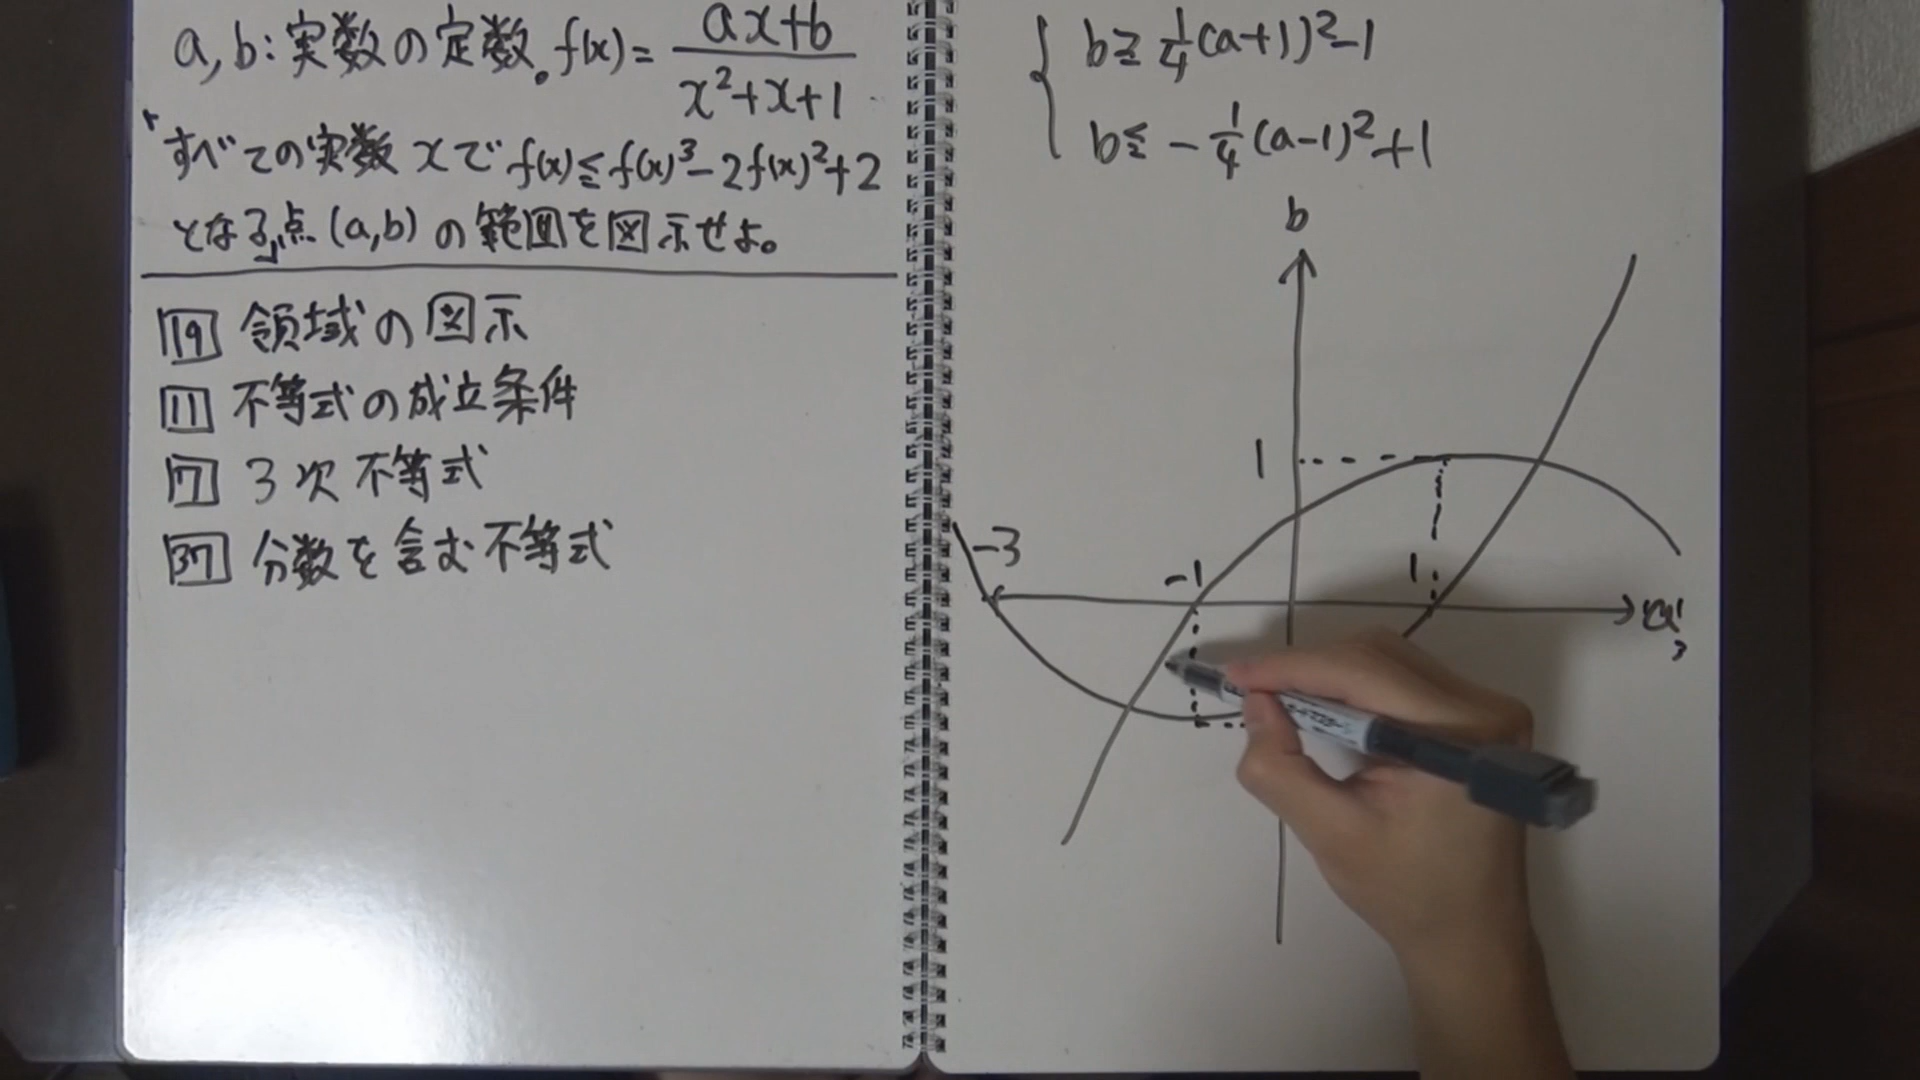 a,b:実数の定数。f(x)= ax+b / x²+x+1
「すべての実数 xで f(x)≦f(x)³-2f(x)²+2
となる」点(a,b)の範囲を図示せよ。
19 領域の図示
11 不等式の成立条件
7 3次不等式
37 分数を含む不等式
b≧ 1/4(a+1)²-1
b≦ -1/4(a-1)²+1
b
1
-3
-1
1
3